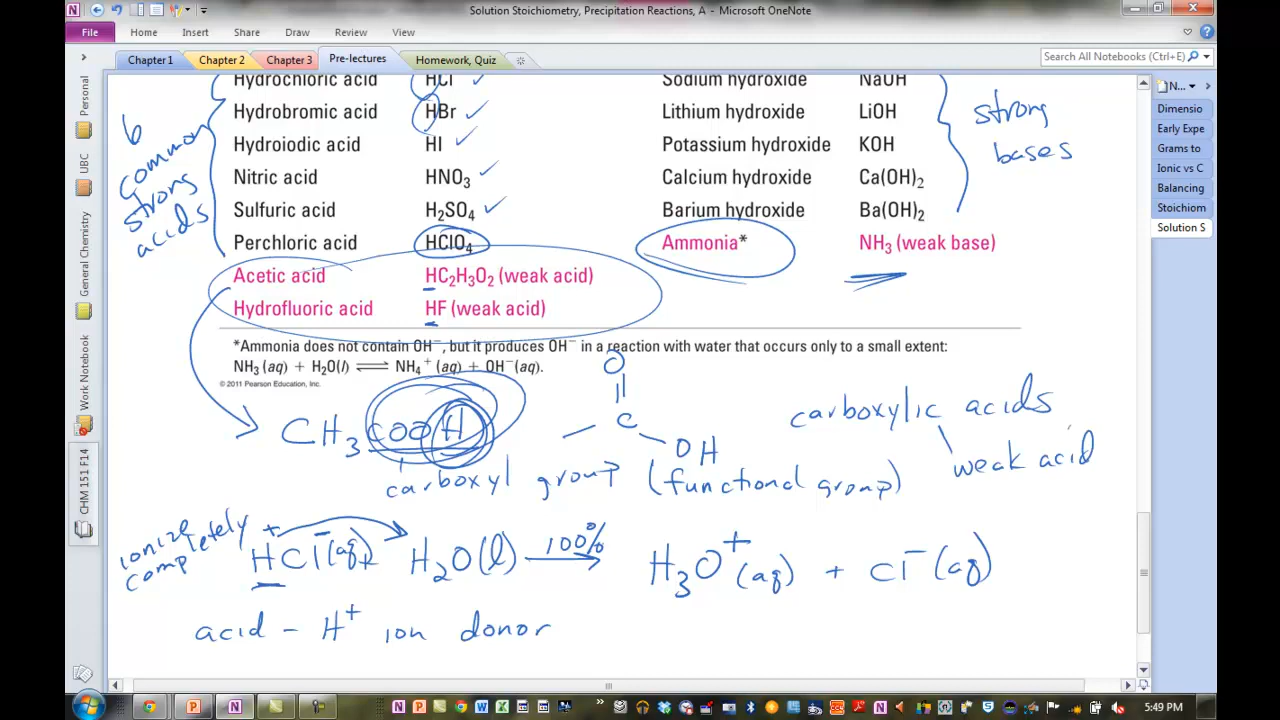 Solution Stoichiometry, Precipitation Reactions, A - Microsoft OneNote
File Home Insert Share Draw Review View
Chapter 1 Chapter 2 Chapter 3 Pre-lectures Homework, Quiz
Search All Notebooks (Ctrl+E)
Personal
UBC
General Chemistry
Work Notebook
CHM 151 F14
N...
Dimensio
Early Expe
Grams to
Ionic vs C
Balancing
Stoichiom
Solution S
Hydrochloric acid HCl ✓ Sodium hydroxide NaOH
Hydrobromic acid HBr ✓ Lithium hydroxide LiOH
Hydroiodic acid HI ✓ Potassium hydroxide KOH
Nitric acid HNO₃ ✓ Calcium hydroxide Ca(OH)₂
Sulfuric acid H₂SO₄ ✓ Barium hydroxide Ba(OH)₂
Perchloric acid HClO₄ Ammonia* NH₃ (weak base)
Acetic acid HC₂H₃O₂ (weak acid)
Hydrofluoric acid HF (weak acid)
6
common
strong
acids
strong
bases
*Ammonia does not contain OH⁻, but it produces OH⁻ in a reaction with water that occurs only to a small extent:
NH₃(aq) + H₂O(l) ⇌ NH₄⁺(aq) + OH⁻(aq).
© 2011 Pearson Education, Inc.
CH₃COOH
O
C
OH
carboxylic acids
weak acid
carboxyl group (functional group)
ionize
completely
H⁺Cl⁻(aq) + H₂O(l) 100% → H₃O⁺(aq) + Cl⁻(aq)
acid - H⁺ ion donor
5:49 PM